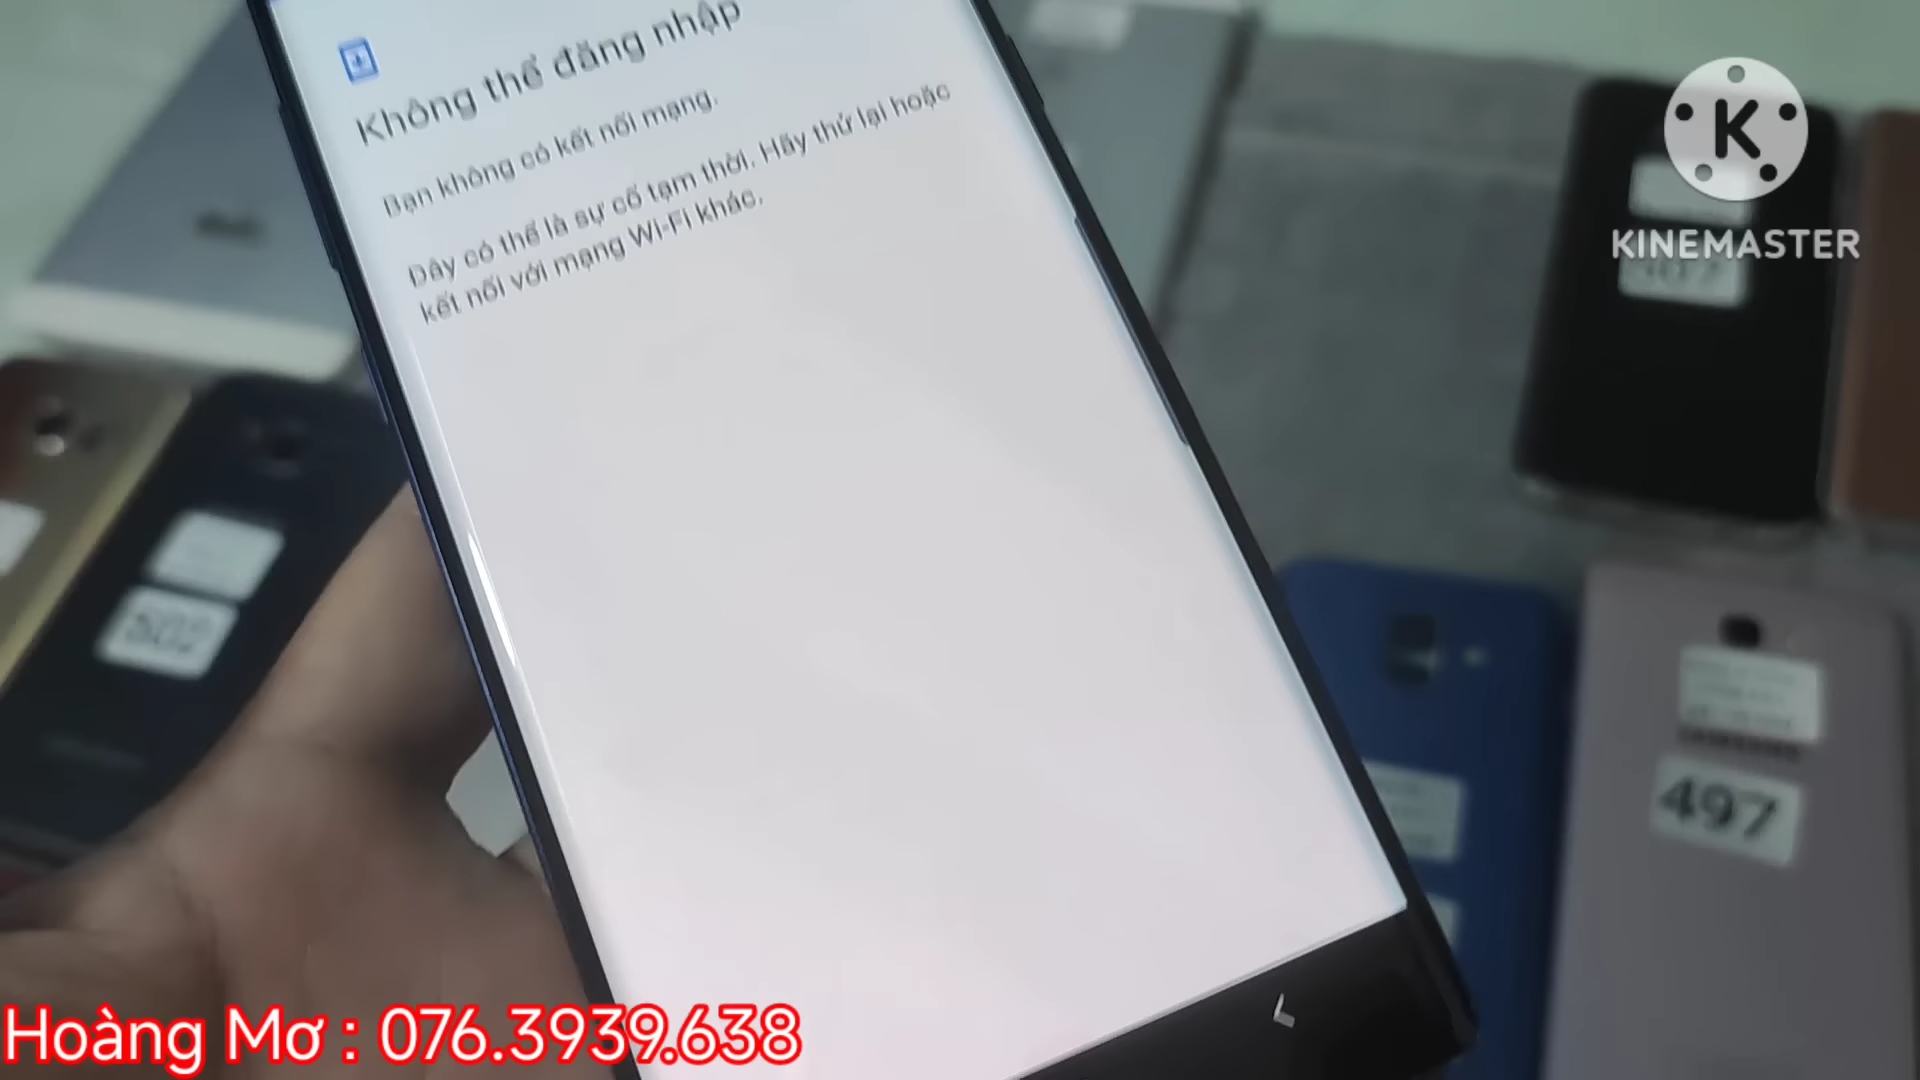 Không thể đăng nhập
Bạn không có kết nối mạng.
Đây có thể là sự cố tạm thời. Hãy thử lại hoặc
kết nối với mạng Wi-Fi khác.
KINEMASTER
502
497
Hoàng Mơ : 076.3939.638